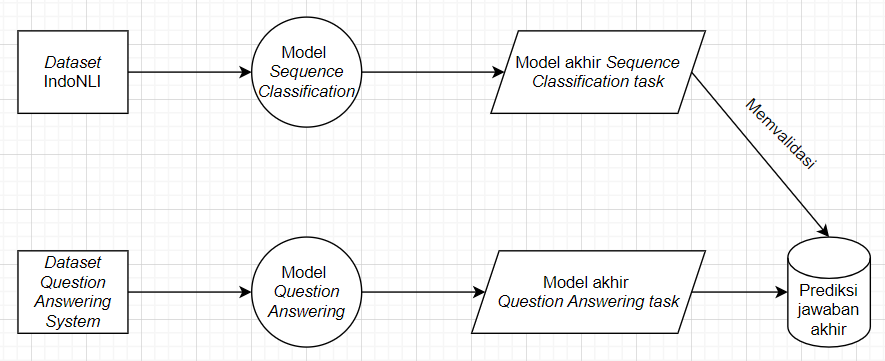 Dataset
IndoNLI
Model
Sequence
Classification
Model akhir Sequence
Classification task
Memvalidasi
Dataset
Question
Answering
System
Model
Question
Answering
Model akhir
Question Answering task
Prediksi
jawaban
akhir